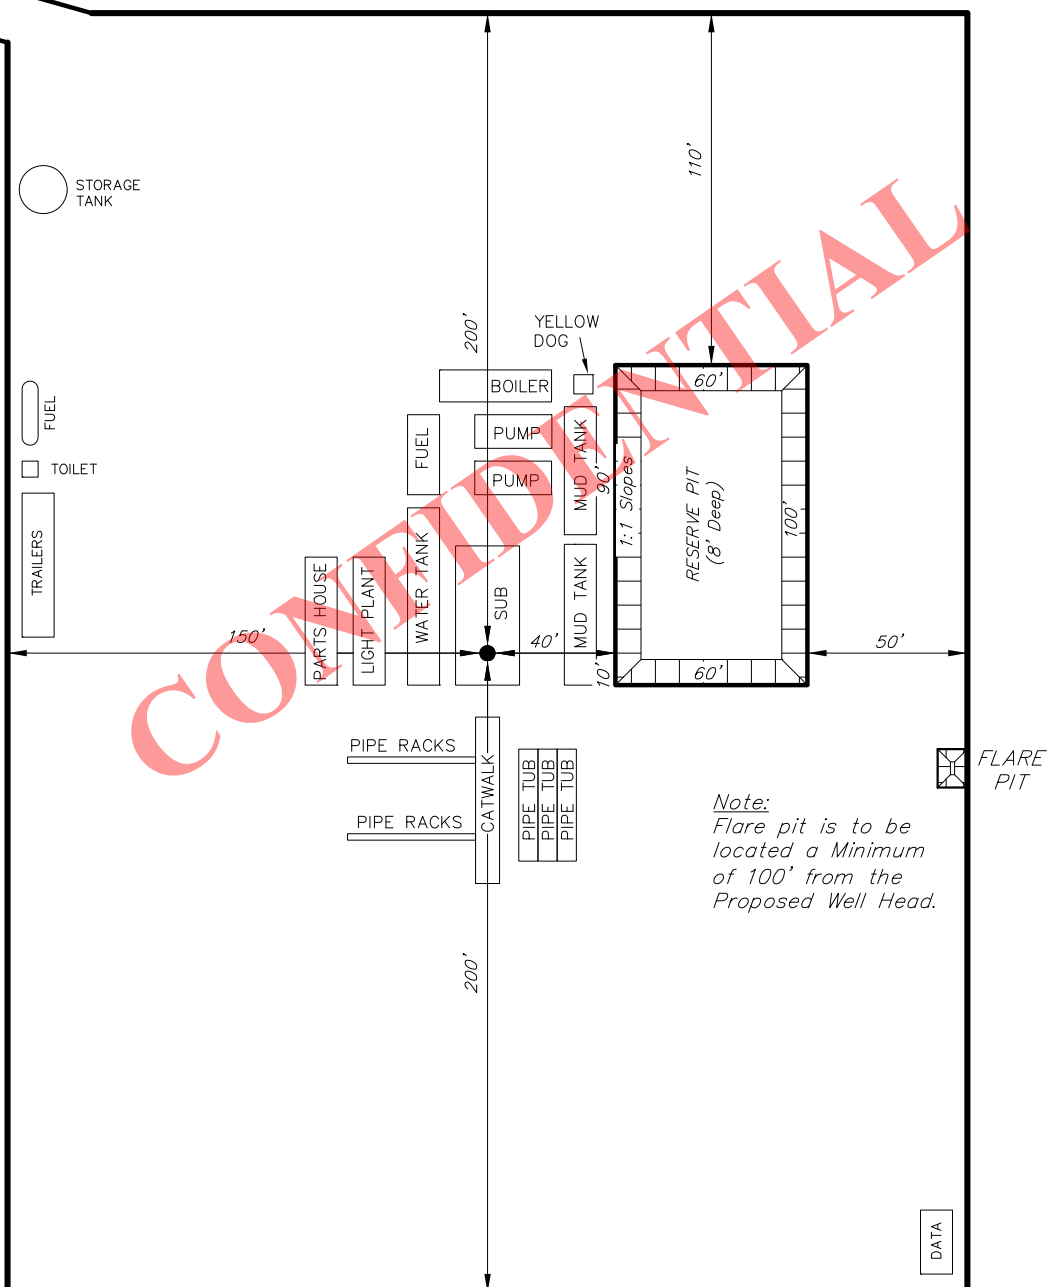 110'
STORAGE
TANK
200'
YELLOW
DOG
BOILER
60'
FUEL
FUEL
PUMP
MUD TANK
TOILET
PUMP
90'
1:1 Slopes
RESERVE PIT
(8' Deep)
100'
TRAILERS
PARTS HOUSE
LIGHT PLANT
WATER TANK
SUB
MUD TANK
150'
40'
10'
60'
50'
CONFIDENTIAL
PIPE RACKS
PIPE RACKS
CATWALK
PIPE TUB
PIPE TUB
PIPE TUB
FLARE
PIT
Note:
Flare pit is to be
located a Minimum
of 100' from the
Proposed Well Head.
200'
DATA